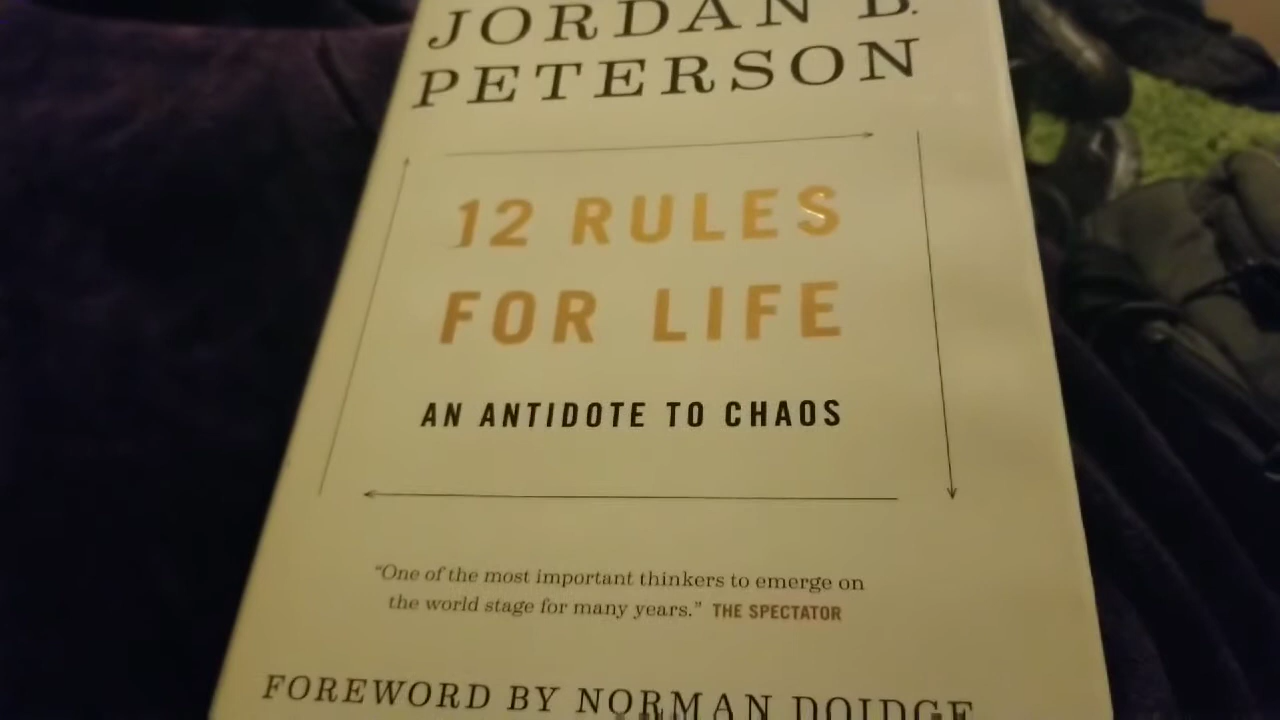 JORDAN B.
PETERSON
12 RULES
FOR LIFE
AN ANTIDOTE TO CHAOS
"One of the most important thinkers to emerge on
the world stage for many years." THE SPECTATOR
FOREWORD BY NORMAN DOIDGE